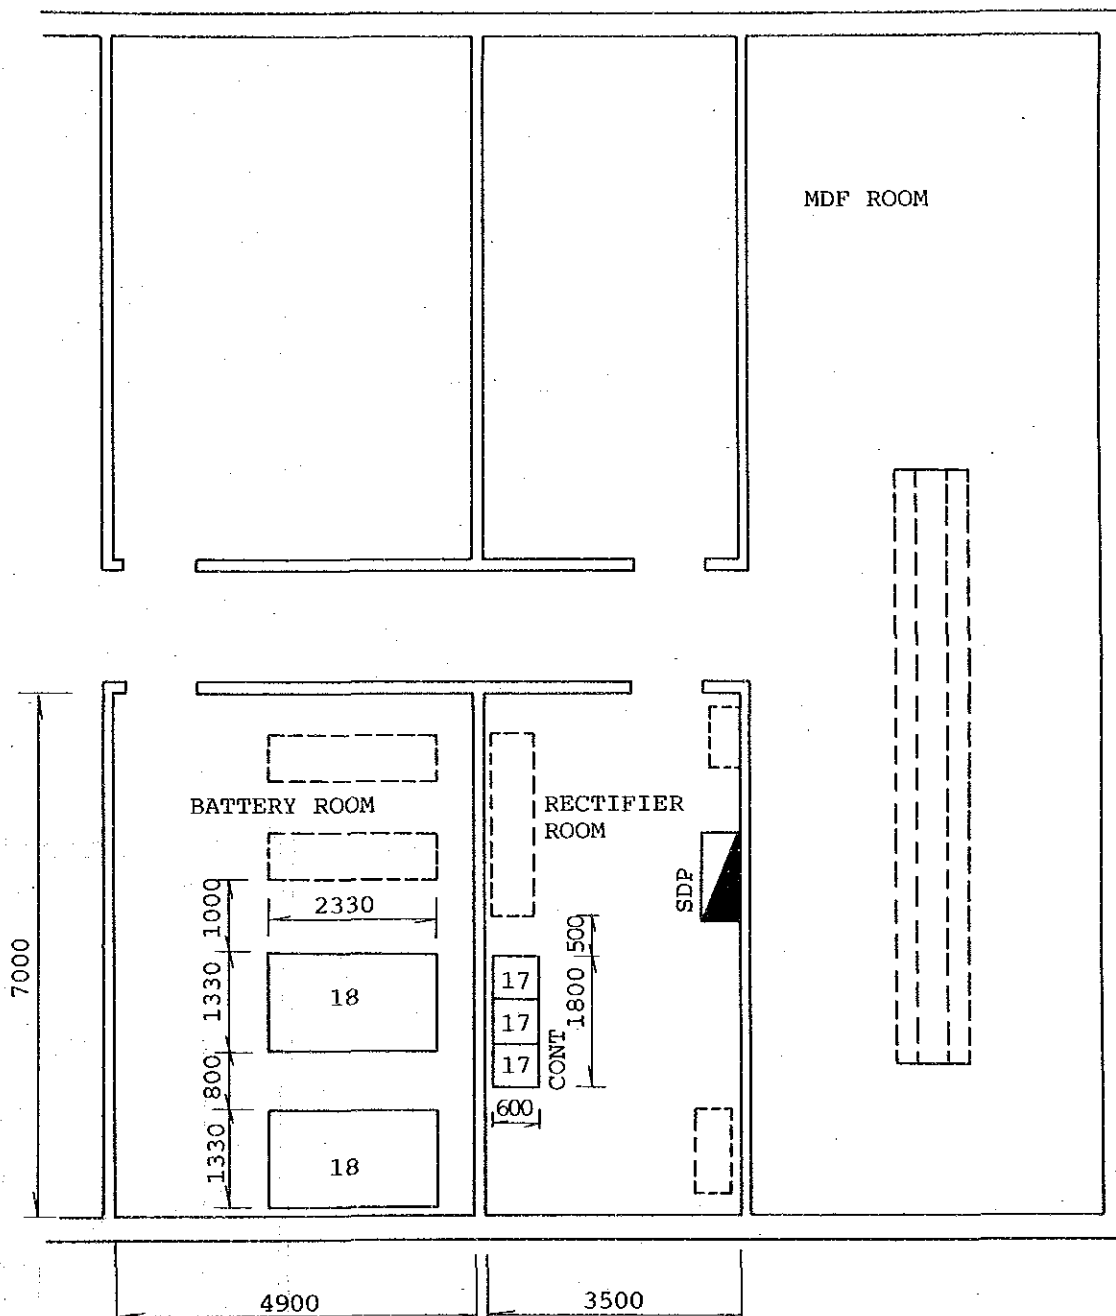 MDF ROOM
BATTERY ROOM
RECTIFIER
ROOM
SDP
1000
2330
500
7000
1330
18
17
17
17
1800
CONT
800
600
1330
18
4900
3500